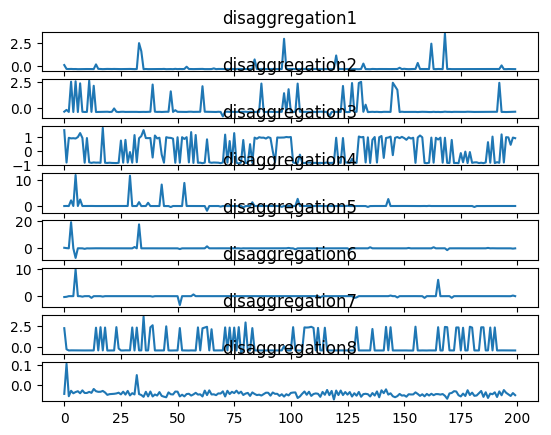 disaggregation1
2.5
0.0
disaggregation2
2.5
0.0
disaggregation3
1
0
−1
disaggregation4
10
0
disaggregation5
20
0
disaggregation6
10
0
disaggregation7
2.5
0.0
disaggregation8
0.1
0.0
0 25 50 75 100 125 150 175 200